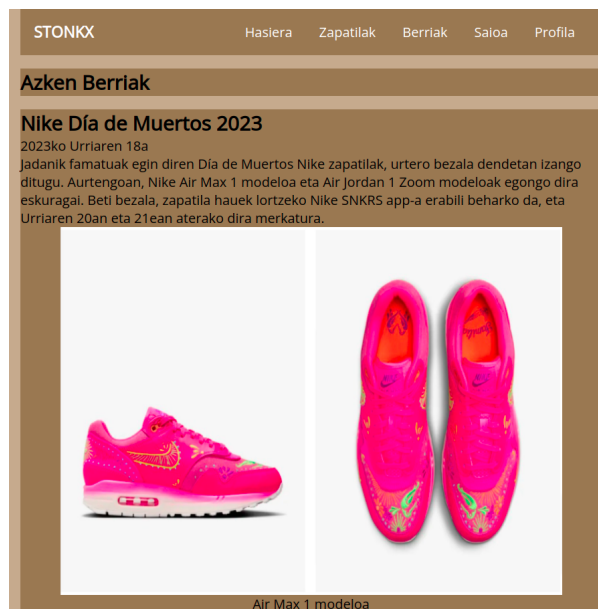 STONKX Hasiera Zapatilak Berriak Saioa Profila
Azken Berriak
Nike Día de Muertos 2023
2023ko Urriaren 18a
Jadanik famatuak egin diren Día de Muertos Nike zapatilak, urtero bezala dendetan izango
ditugu. Aurtengoan, Nike Air Max 1 modeloa eta Air Jordan 1 Zoom modeloak egongo dira
eskuragai. Beti bezala, zapatila hauek lortzeko Nike SNKRS app-a erabili beharko da, eta
Urriaren 20an eta 21ean aterako dira merkatura.
Air Max 1 modeloa